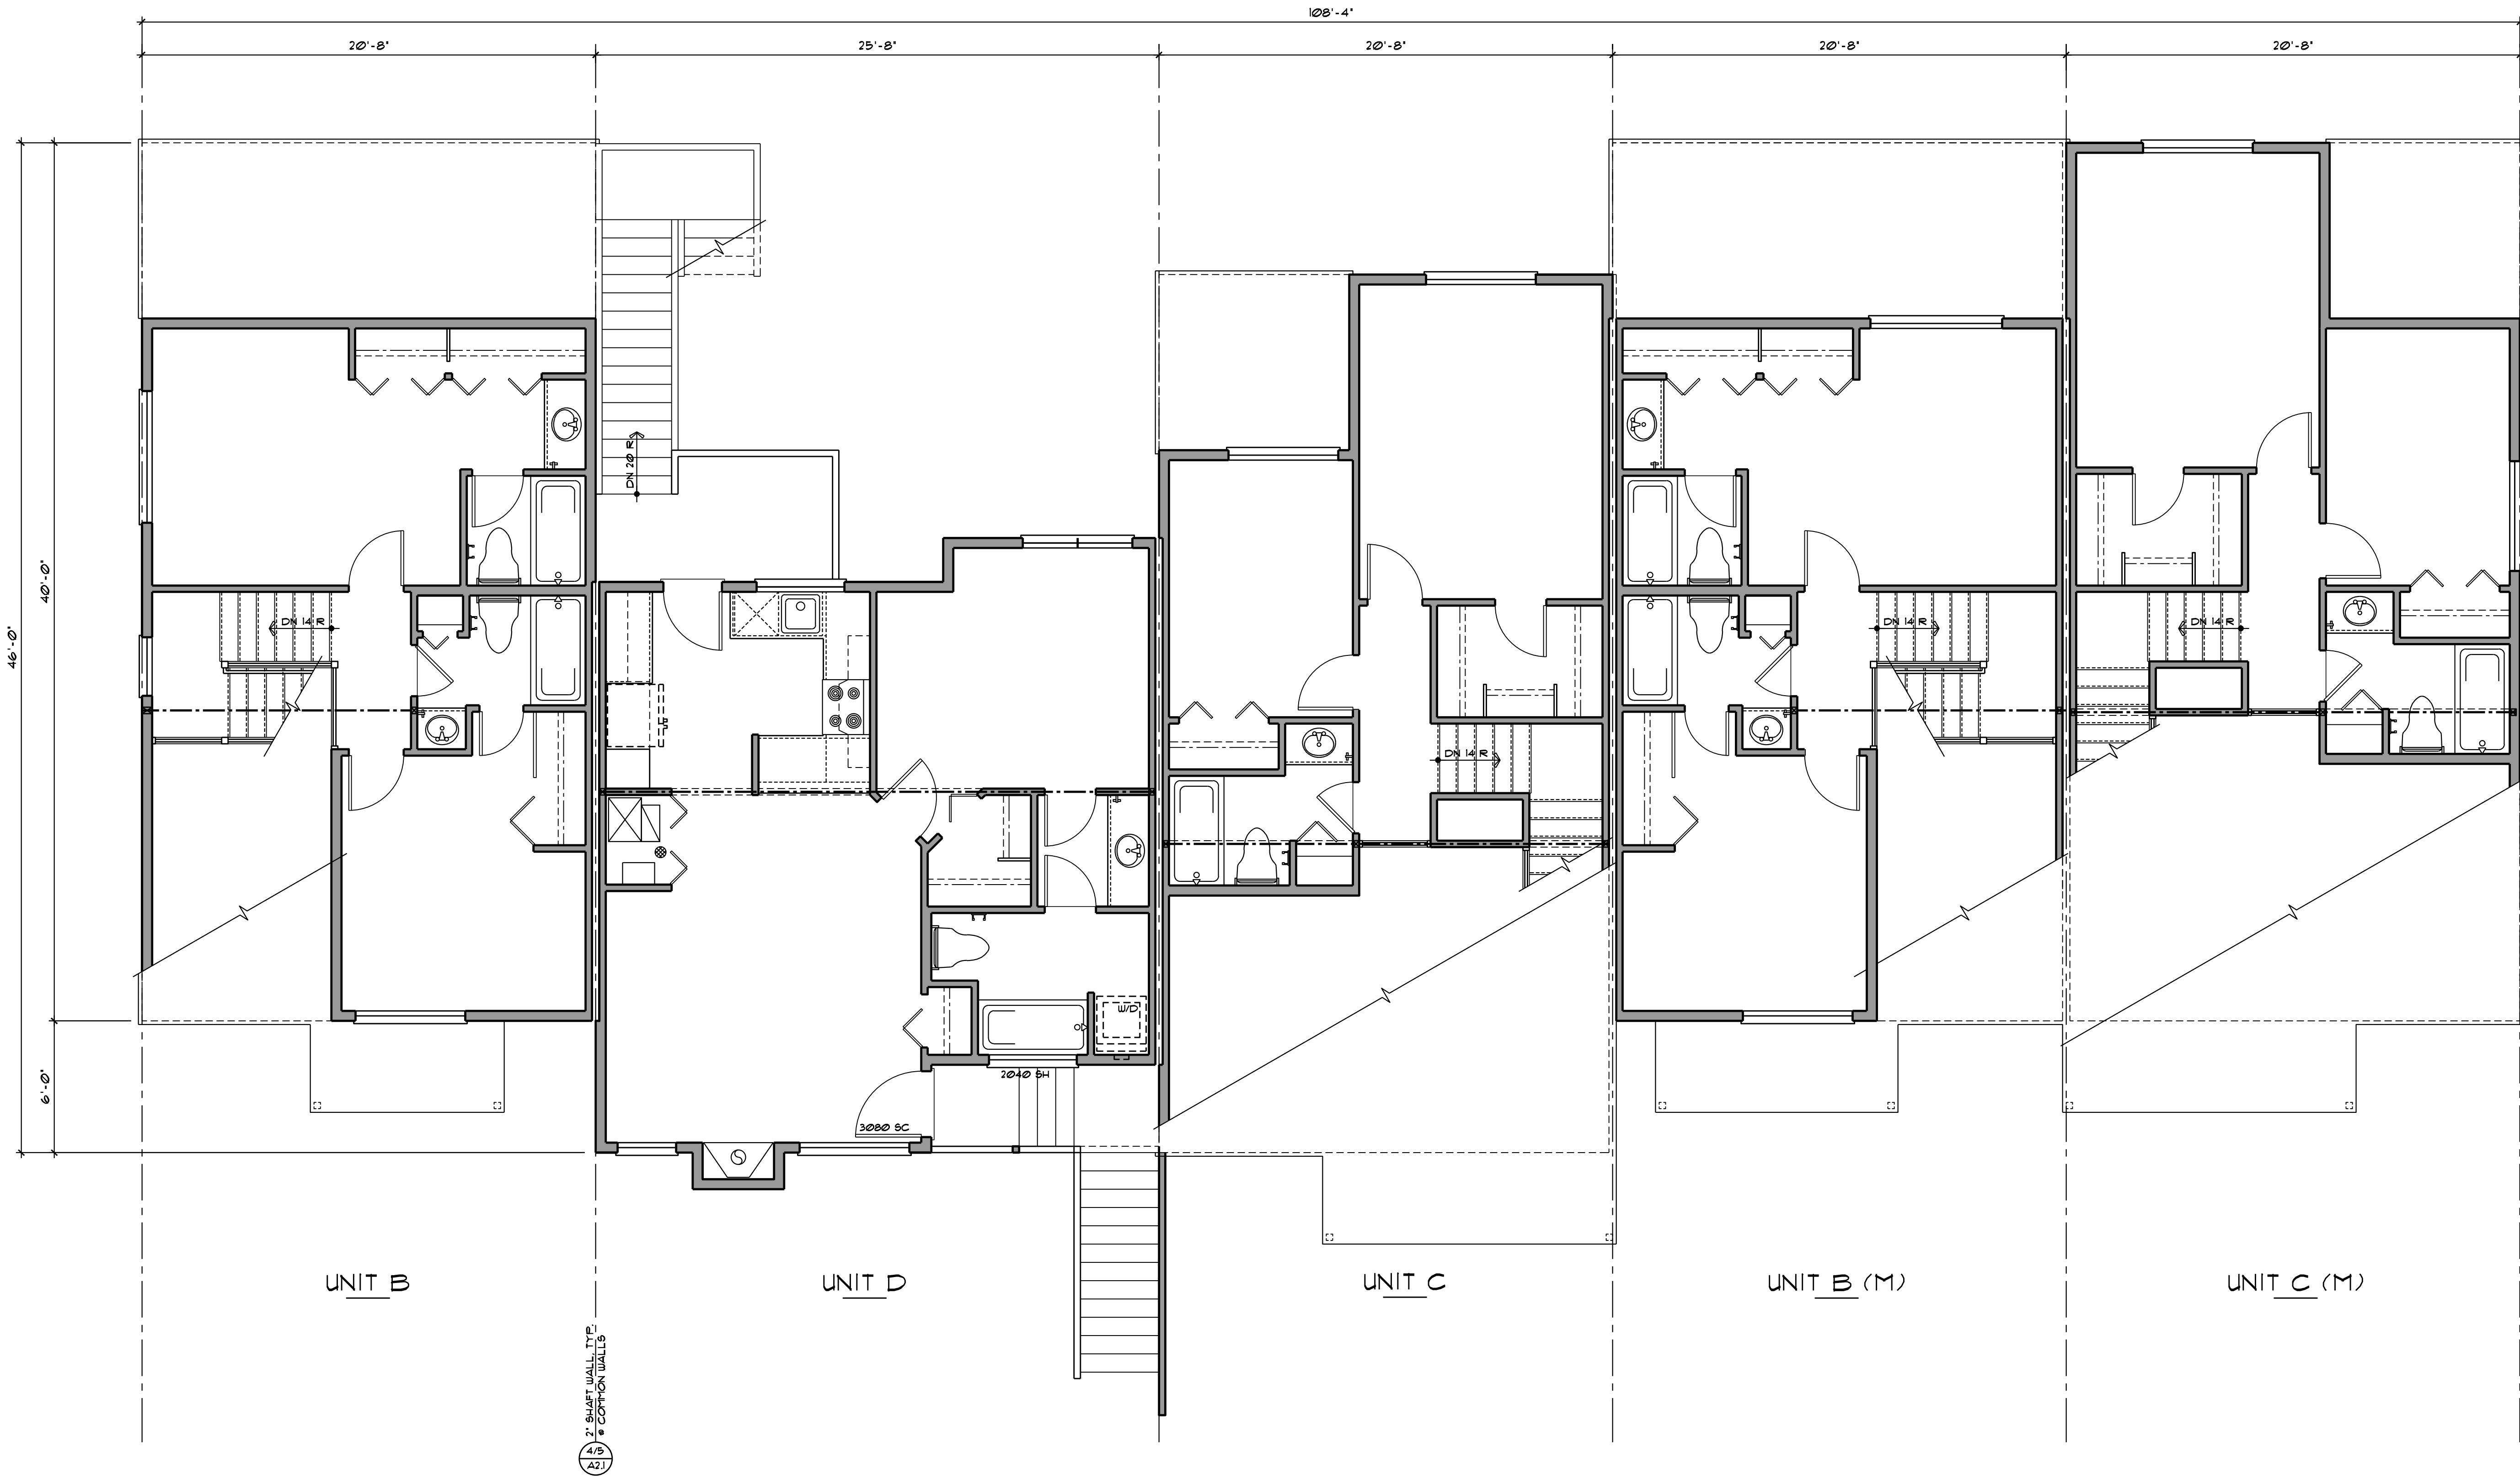 108'-4"
20'-8"
25'-8"
20'-8"
20'-8"
20'-8"
46'-0"
40'-0"
6'-0"
DN 20 R
DN 14 R
DN 14 R
DN 14 R
DN 14 R
W/D
2040 SH
3080 SC
UNIT B
UNIT D
UNIT C
UNIT B (M)
UNIT C (M)
2" SHAFT WALL, TYP.
@ COMMON WALLS
4/5
A2.1